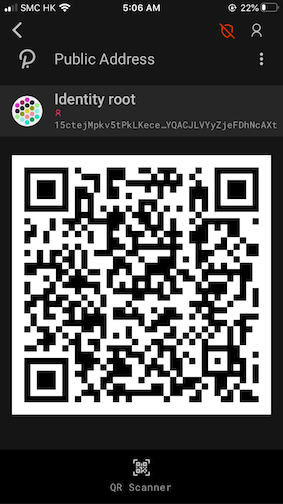 SMC HK 5:06 AM 22%
Public Address
Identity root
15ctejMpkv5tPkLKece…YQACJLVYyZjeFDhNcAXt
QR Scanner